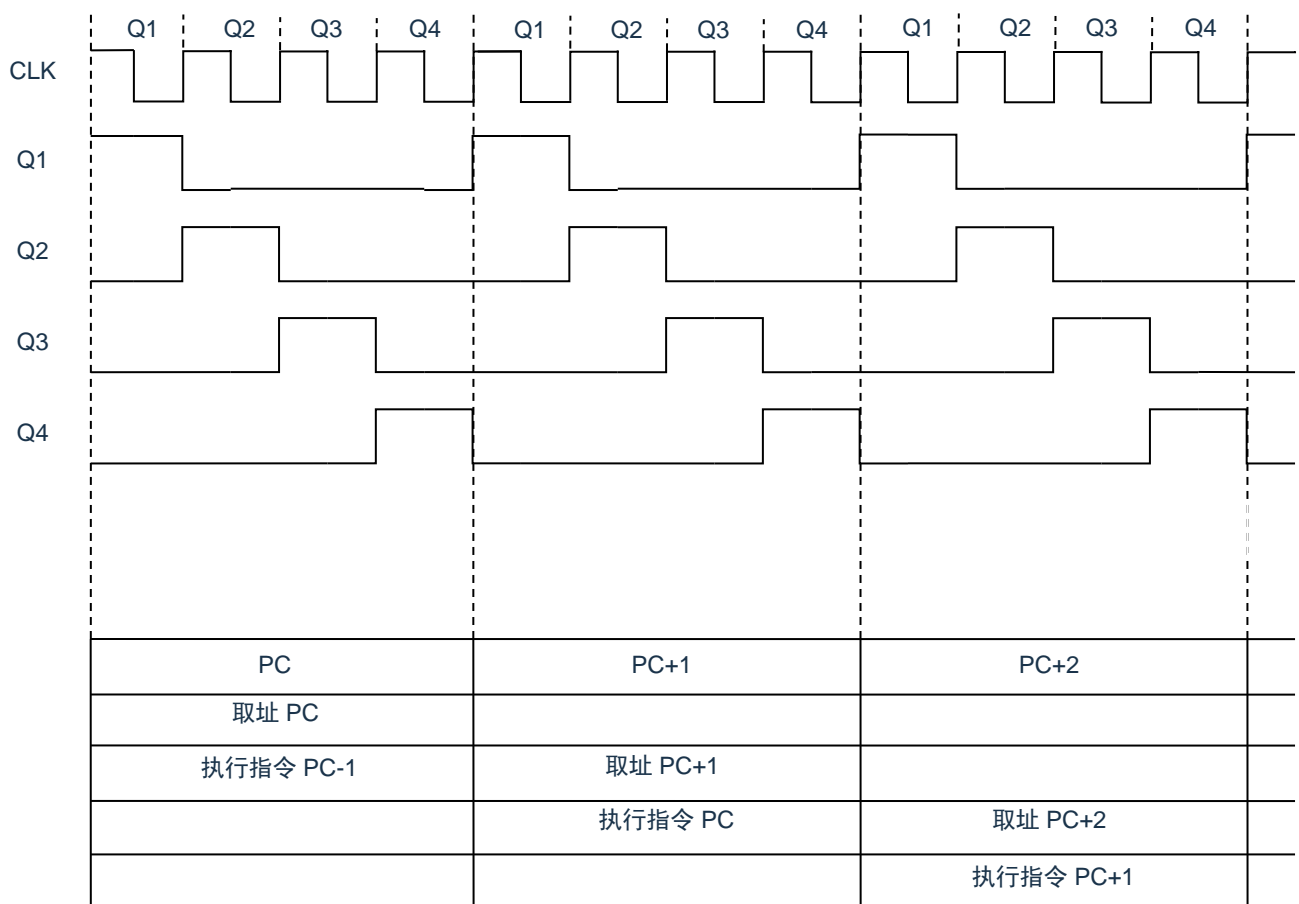 Q1 Q2 Q3 Q4 Q1 Q2 Q3 Q4 Q1 Q2 Q3 Q4
CLK
Q1
Q2
Q3
Q4
PC PC+1 PC+2
取址 PC
执行指令 PC-1 取址 PC+1
执行指令 PC 取址 PC+2
执行指令 PC+1